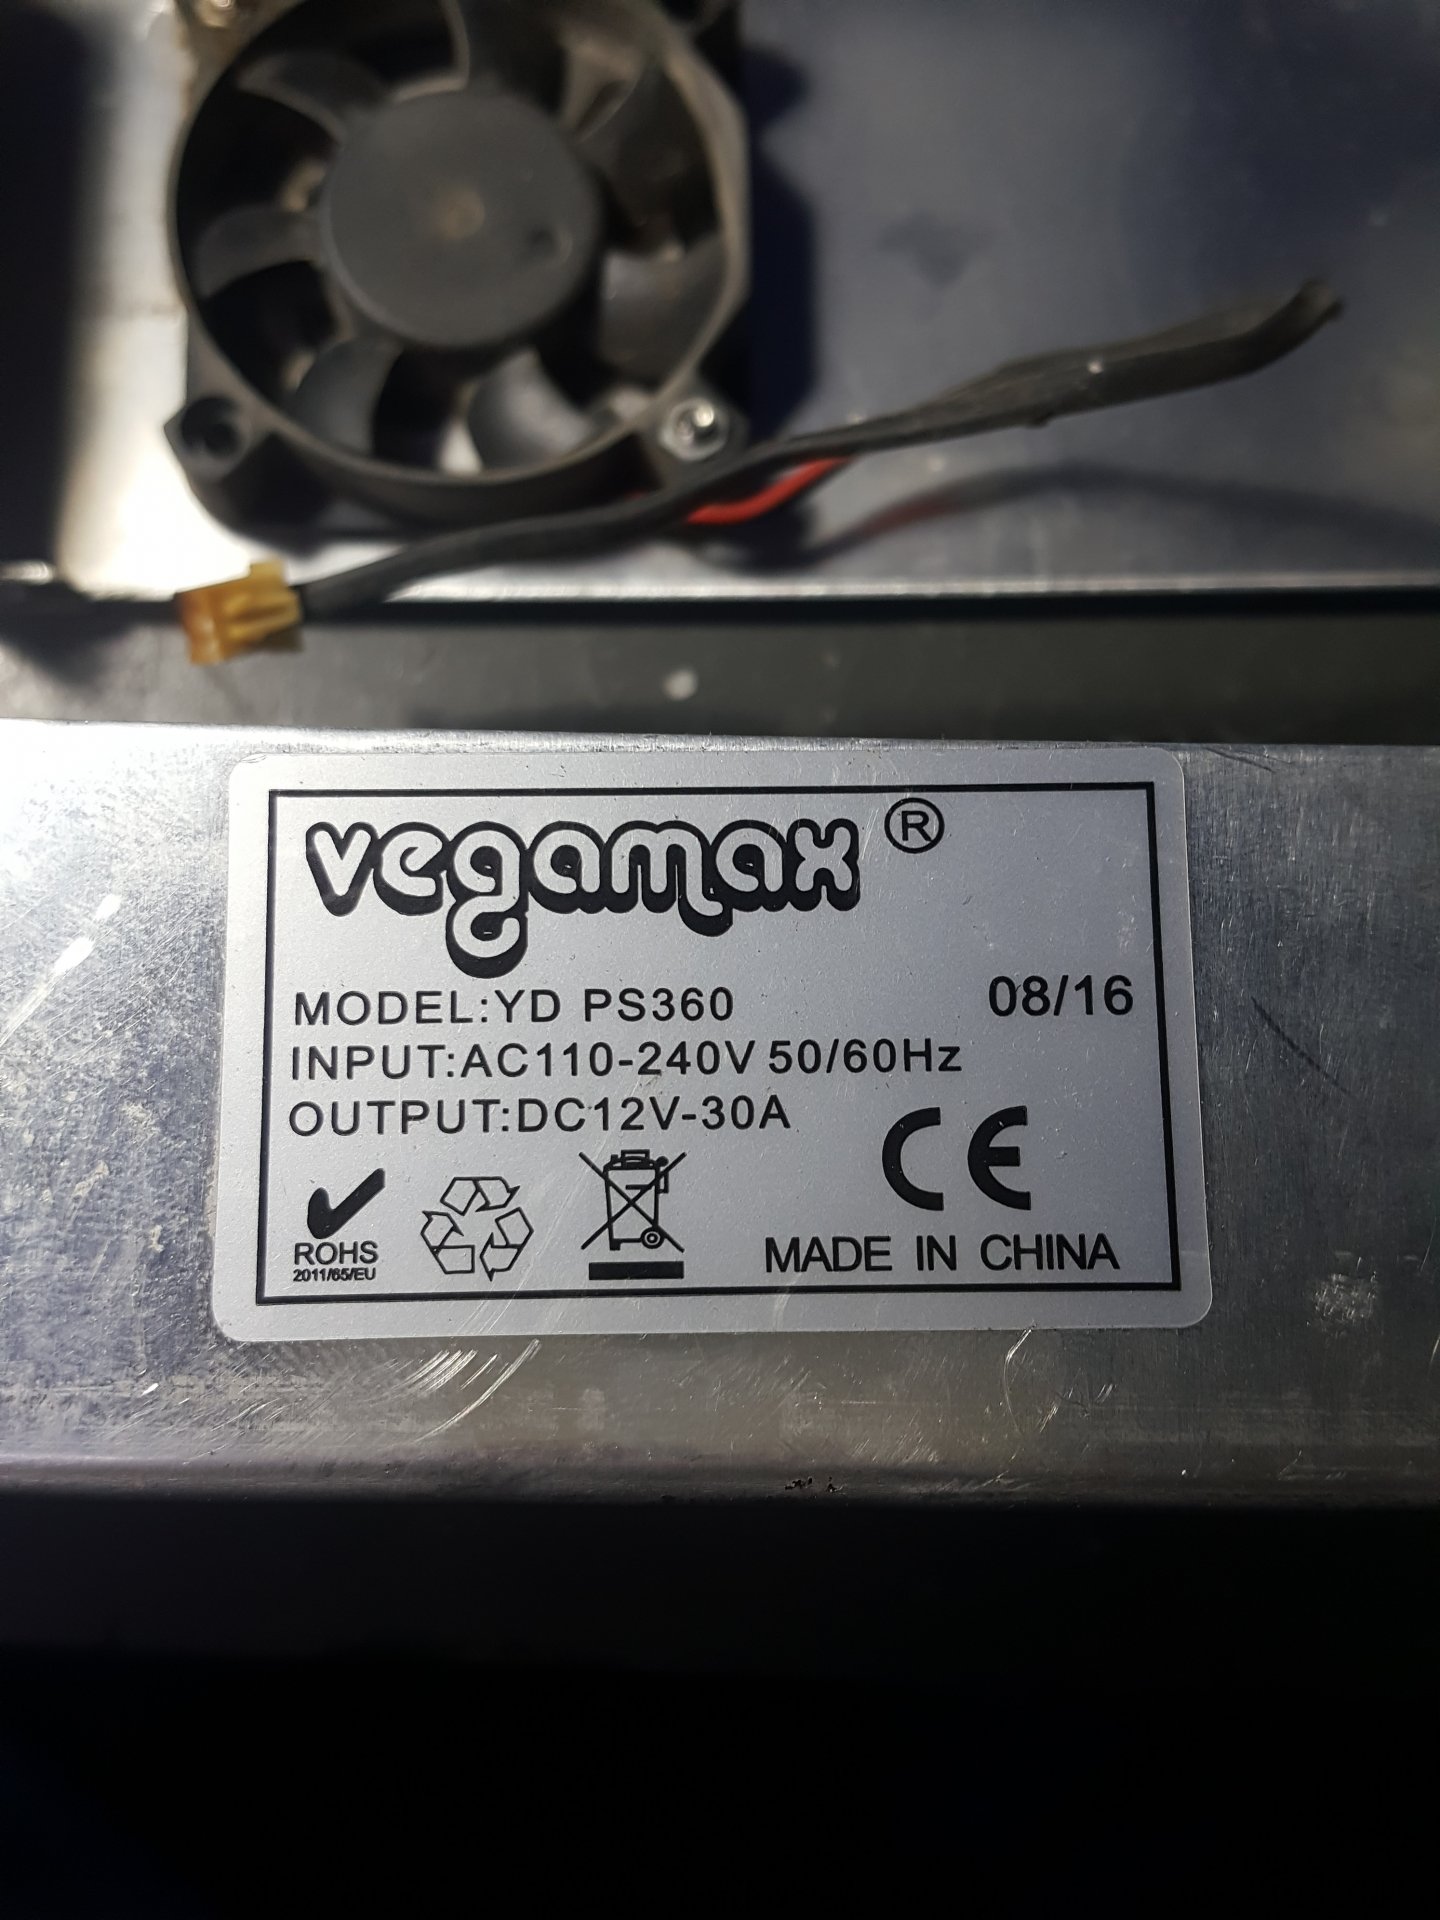 vegamax ®
MODEL:YD PS360 08/16
INPUT:AC110-240V 50/60Hz
OUTPUT:DC12V-30A
CE
ROHS
2011/65/EU
MADE IN CHINA